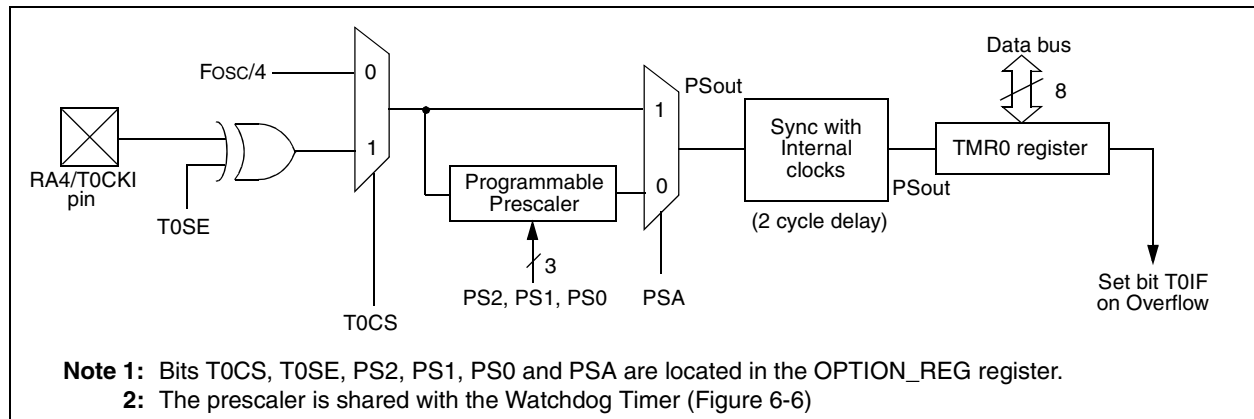 Data bus
8
FOSC/4
0
1
RA4/T0CKI
pin
T0SE
T0CS
Programmable
Prescaler
3
PS2, PS1, PS0
1
0
PSA
PSout
Sync with
Internal
clocks
(2 cycle delay)
PSout
TMR0 register
Set bit T0IF
on Overflow
Note 1: Bits T0CS, T0SE, PS2, PS1, PS0 and PSA are located in the OPTION_REG register.
2: The prescaler is shared with the Watchdog Timer (Figure 6-6)